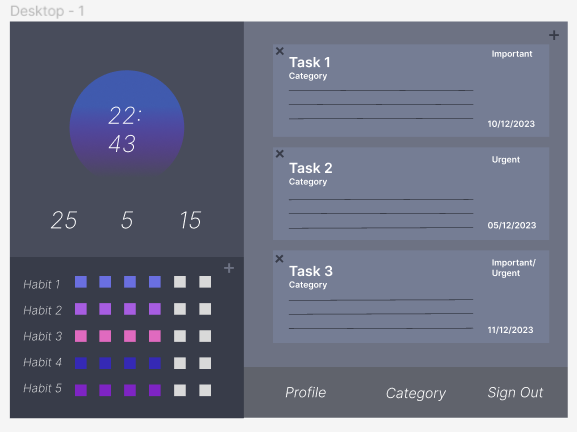 Desktop - 1
22:
43
25 5 15
+
Habit 1
Habit 2
Habit 3
Habit 4
Habit 5
+
×
Task 1
Category
Important
10/12/2023
×
Task 2
Category
Urgent
05/12/2023
×
Task 3
Category
Important/
Urgent
11/12/2023
Profile Category Sign Out